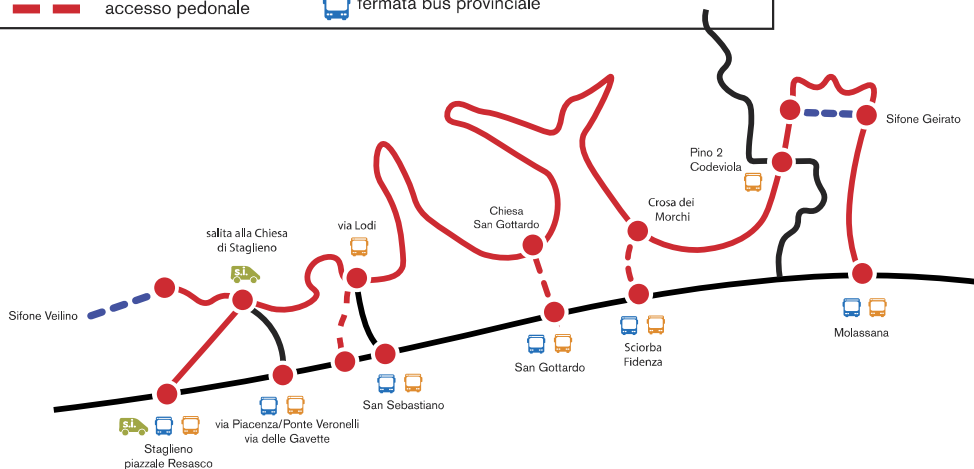 accesso pedonale
fermata bus provinciale
Sifone Geirato
Pino 2
Codeviola
Crosa dei
Morchi
Chiesa
San Gottardo
via Lodi
salita alla Chiesa
di Staglieno
s.i.
Sifone Veilino
Molassana
Sciorba
Fidenza
San Gottardo
San Sebastiano
via Piacenza/Ponte Veronelli
via delle Gavette
s.i.
Staglieno
piazzale Resasco